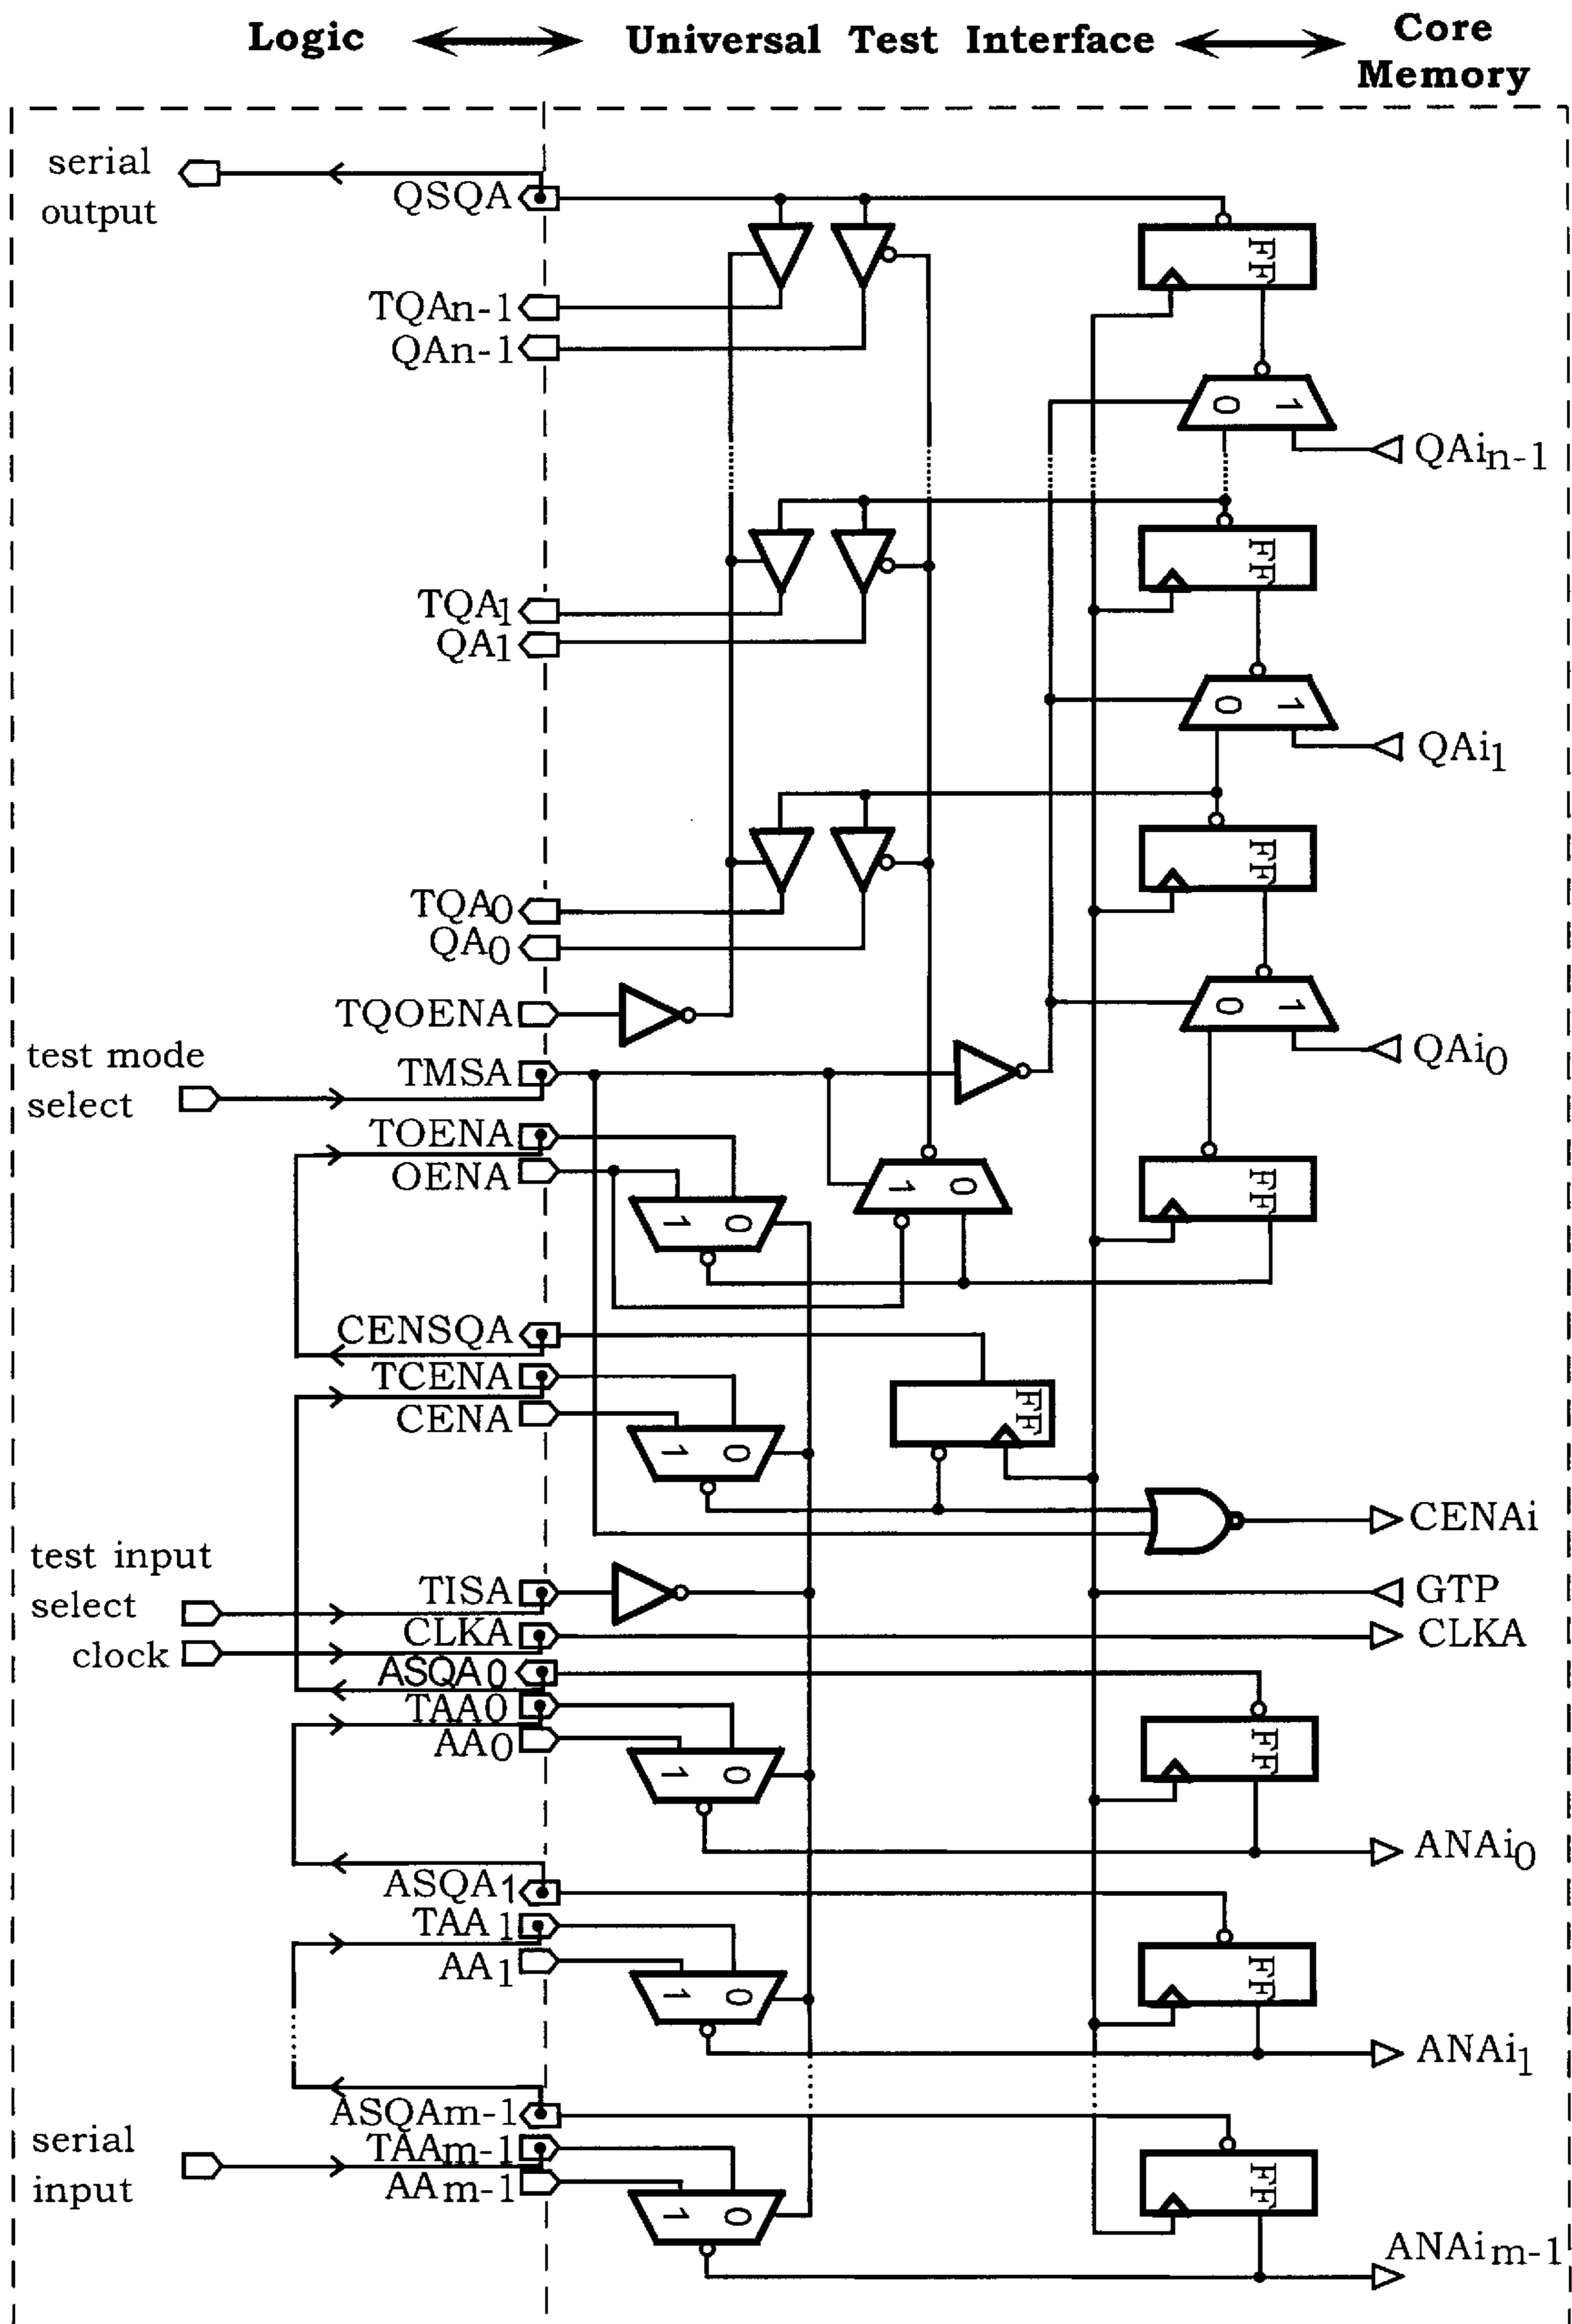 Logic Universal Test Interface Core Memory
serial output
QSQA
FF
TQAn-1
QAn-1
0 1
QAin-1
FF
TQA1
QA1
0 1
QAi1
FF
TQA0
QA0
0 1
TQOENA
QAi0
test mode select
TMSA
TOENA
OENA
1 0
FF
1 0
CENSQA
TCENA
CENA
FF
1 0
CENAi
test input select
TISA
GTP
clock
CLKA
CLKA
ASQA0
TAA0
AA0
FF
1 0
ANAi0
ASQA1
TAA1
AA1
FF
1 0
ANAi1
ASQAm-1
serial input
TAAm-1
AAm-1
FF
1 0
ANAim-1